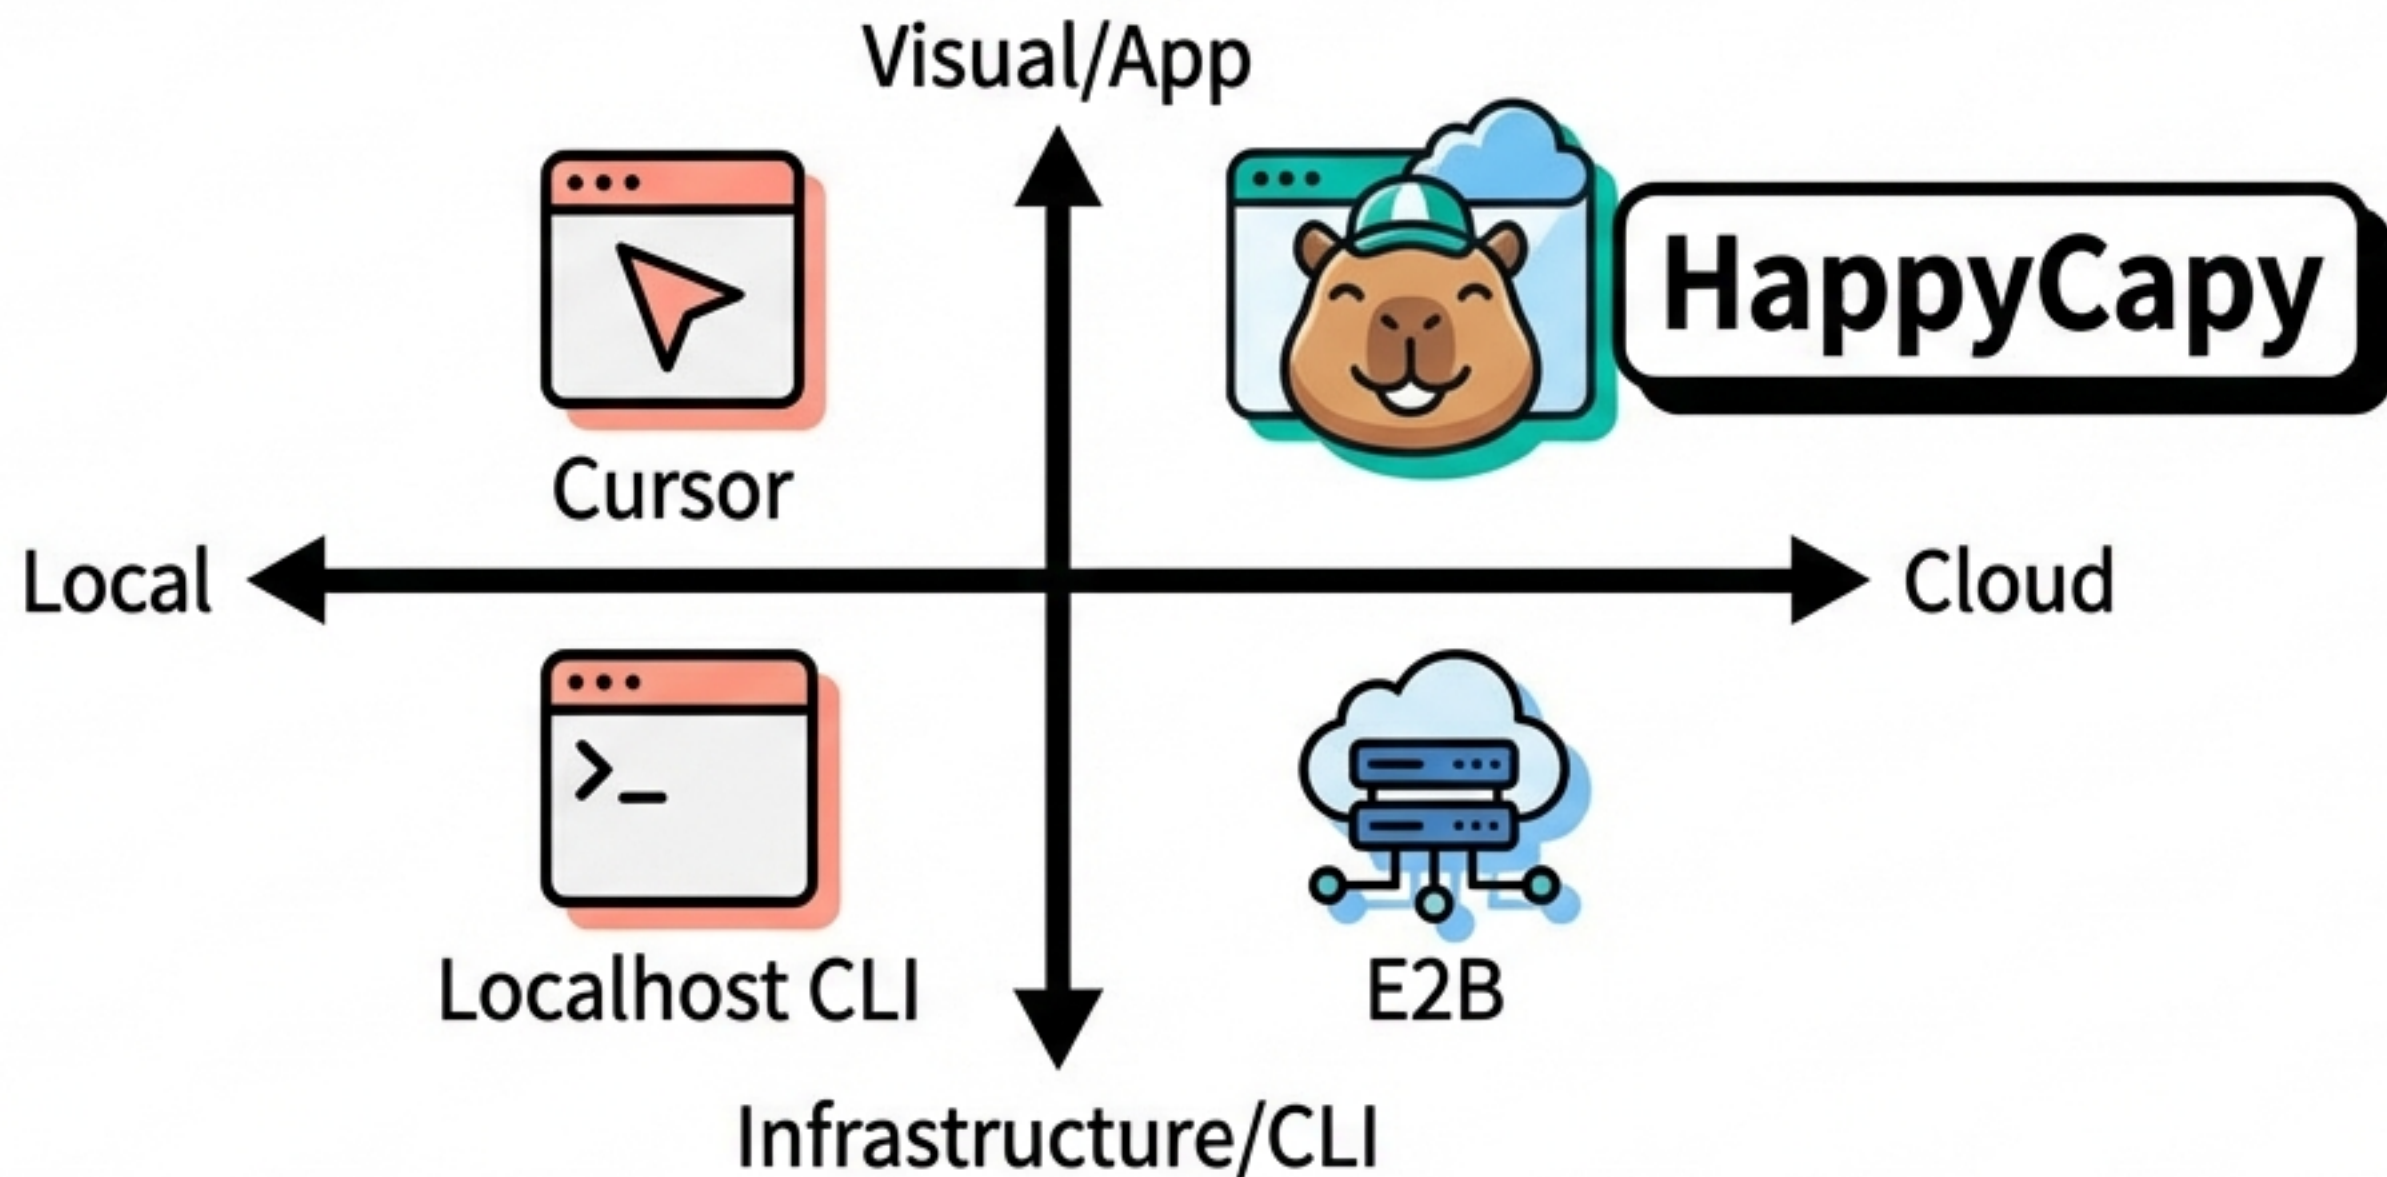 Visual/App
HappyCapy
Cursor
Local
Cloud
>_
Localhost CLI
E2B
Infrastructure/CLI